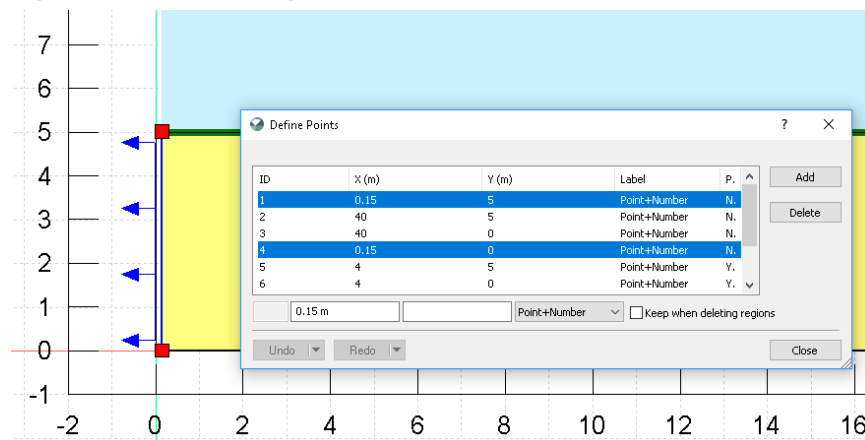 7
6
5
4
3
2
1
0
-1
-2 0 2 4 6 8 10 12 14 16
Define Points ? ×
ID X (m) Y (m) Label P.
1 0.15 5 Point+Number N.
2 40 5 Point+Number N.
3 40 0 Point+Number N.
4 0.15 0 Point+Number N.
5 4 5 Point+Number Y.
6 4 0 Point+Number Y.
Add
Delete
0.15 m Point+Number Keep when deleting regions
Undo Redo Close